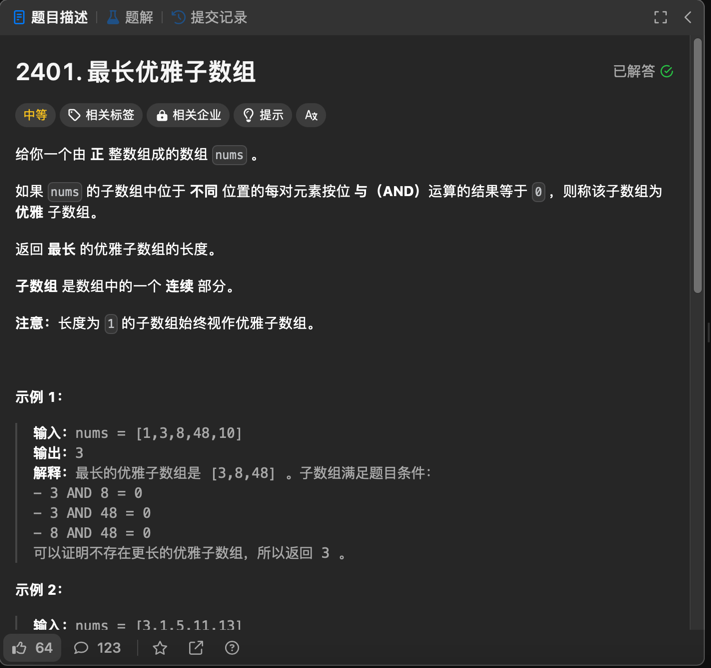 题目描述 题解 提交记录
2401. 最长优雅子数组 已解答
中等 相关标签 相关企业 提示
给你一个由 正 整数组成的数组 nums 。
如果 nums 的子数组中位于 不同 位置的每对元素按位 与（AND）运算的结果等于 0 ，则称该子数组为
优雅 子数组。
返回 最长 的优雅子数组的长度。
子数组 是数组中的一个 连续 部分。
注意：长度为 1 的子数组始终视作优雅子数组。
示例 1：
输入：nums = [1,3,8,48,10]
输出：3
解释：最长的优雅子数组是 [3,8,48] 。子数组满足题目条件：
- 3 AND 8 = 0
- 3 AND 48 = 0
- 8 AND 48 = 0
可以证明不存在更长的优雅子数组，所以返回 3 。
示例 2：
输入：nums = [3,1,5,11,13]
64 123